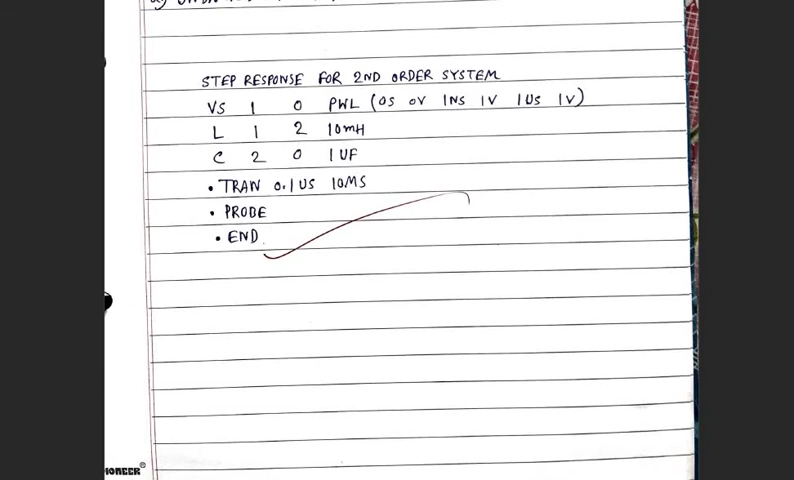 STEP RESPONSE FOR 2ND ORDER SYSTEM
VS 1 0 PWL (0S 0V 1NS 1V 1US 1V)
L 1 2 10mH
C 2 0 1UF
.TRAN 0.1US 10MS
.PROBE
.END
IONEER®